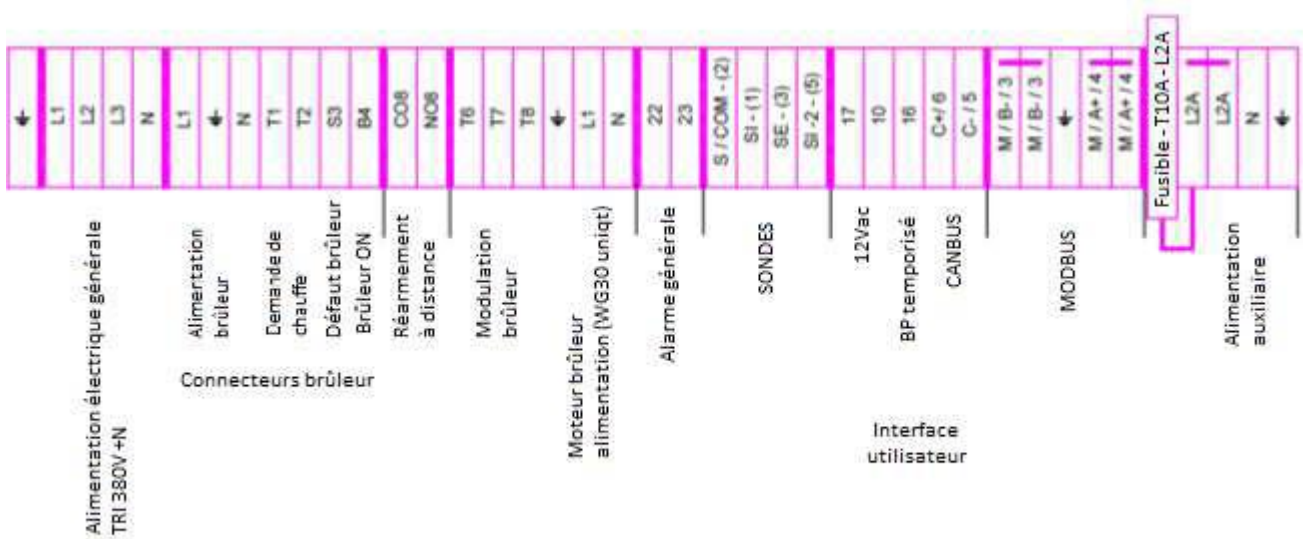 L1
L2
L3
N
L1
N
T1
T2
S3
B4
CO8
NO8
T6
T7
T8
L1
N
22
23
S / COM - (2)
SI - (1)
SE - (3)
SI -2 - (5)
17
10
16
C+/ 6
C- / 5
M / B- / 3
M / B- / 3
M / A+ / 4
M / A+ / 4
Fusible - T10A - L2A
L2A
L2A
N
Alimentation électrique générale
TRI 380V +N
Alimentation
brûleur
Demande de
chauffe
Défaut brûleur
Brûleur ON
Connecteurs brûleur
Réarmement
à distance
Modulation
brûleur
Moteur brûleur
alimentation (WG30 uniqt)
Alarme générale
SONDES
12Vac
BP temporisé
CANBUS
Interface
utilisateur
MODBUS
Alimentation
auxiliaire